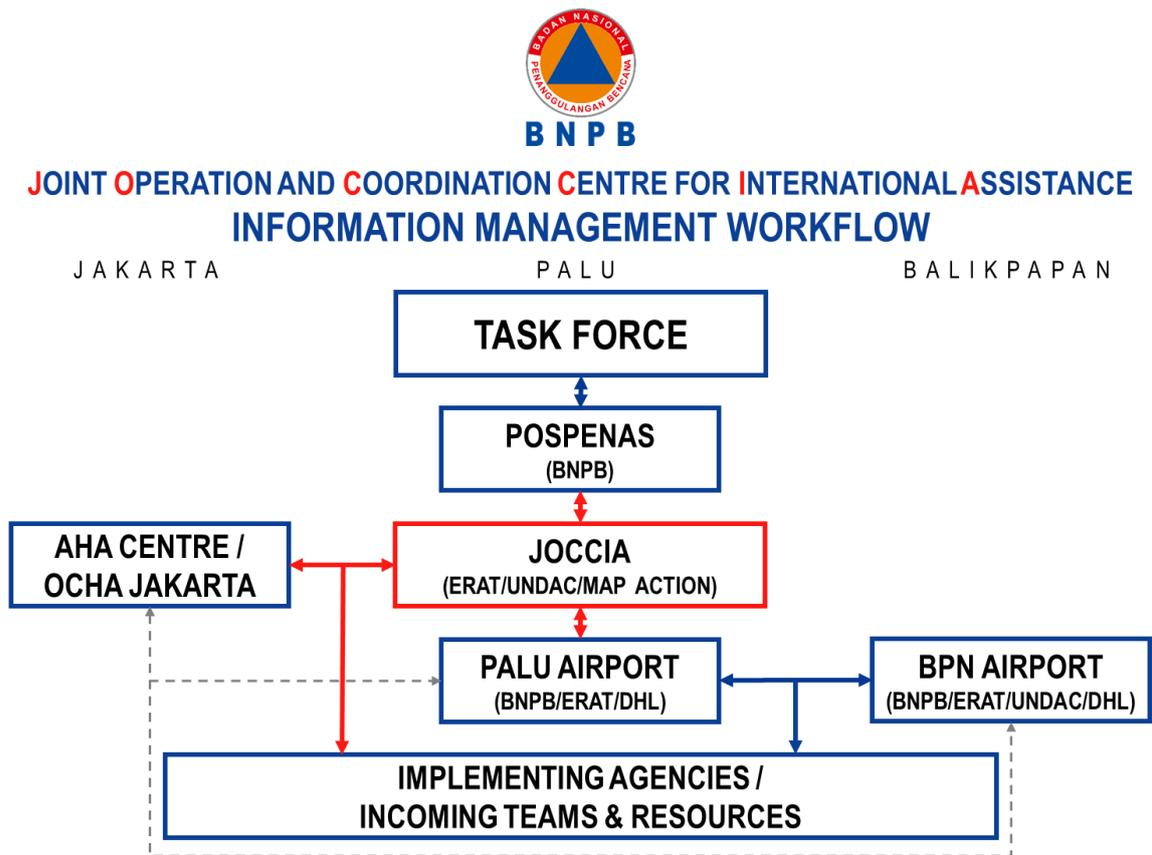 BADAN NASIONAL
PENANGGULANGAN BENCANA
BNPB
JOINT OPERATION AND COORDINATION CENTRE FOR INTERNATIONAL ASSISTANCE
INFORMATION MANAGEMENT WORKFLOW
JAKARTA PALU BALIKPAPAN
TASK FORCE
POSPENAS
(BNPB)
AHA CENTRE /
OCHA JAKARTA
JOCCIA
(ERAT/UNDAC/MAP ACTION)
PALU AIRPORT
(BNPB/ERAT/DHL)
BPN AIRPORT
(BNPB/ERAT/UNDAC/DHL)
IMPLEMENTING AGENCIES /
INCOMING TEAMS & RESOURCES